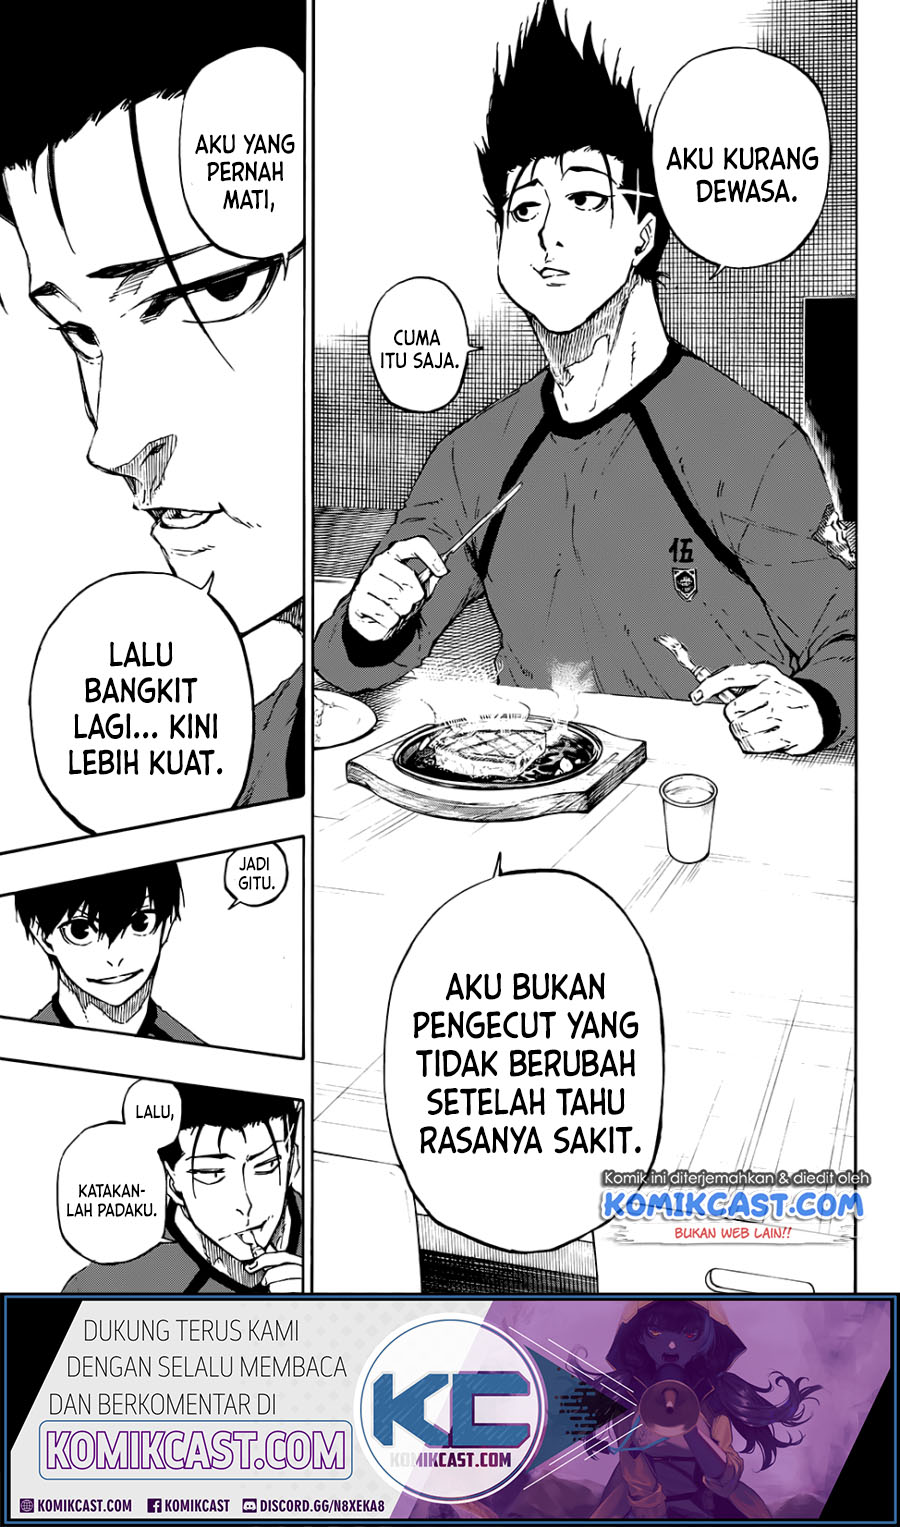 AKU KURANG
DEWASA.
CUMA
ITU SAJA.
伍
AKU BUKAN
PENGECUT YANG
TIDAK BERUBAH
SETELAH TAHU
RASANYA SAKIT.
AKU YANG
PERNAH
MATI,
LALU
BANGKIT
LAGI... KINI
LEBIH KUAT.
JADI
GITU.
LALU,
KATAKAN-
LAH PADAKU.
Komik ini diterjemahkan & diedit oleh
KOMIKCAST.COM
BUKAN WEB LAIN!!
DUKUNG TERUS KAMI
DENGAN SELALU MEMBACA
DAN BERKOMENTAR DI
KOMIKCAST.COM
KC
KOMIKCAST.COM
KOMIKCAST.COM KOMIKCAST DISCORD.GG/N8XEKA8